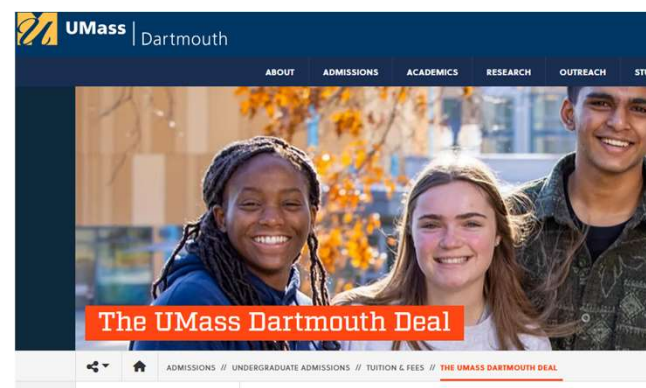 UMass | Dartmouth
ABOUT ADMISSIONS ACADEMICS RESEARCH OUTREACH
The UMass Dartmouth Deal
ADMISSIONS // UNDERGRADUATE ADMISSIONS // TUITION & FEES // THE UMASS DARTMOUTH DEAL